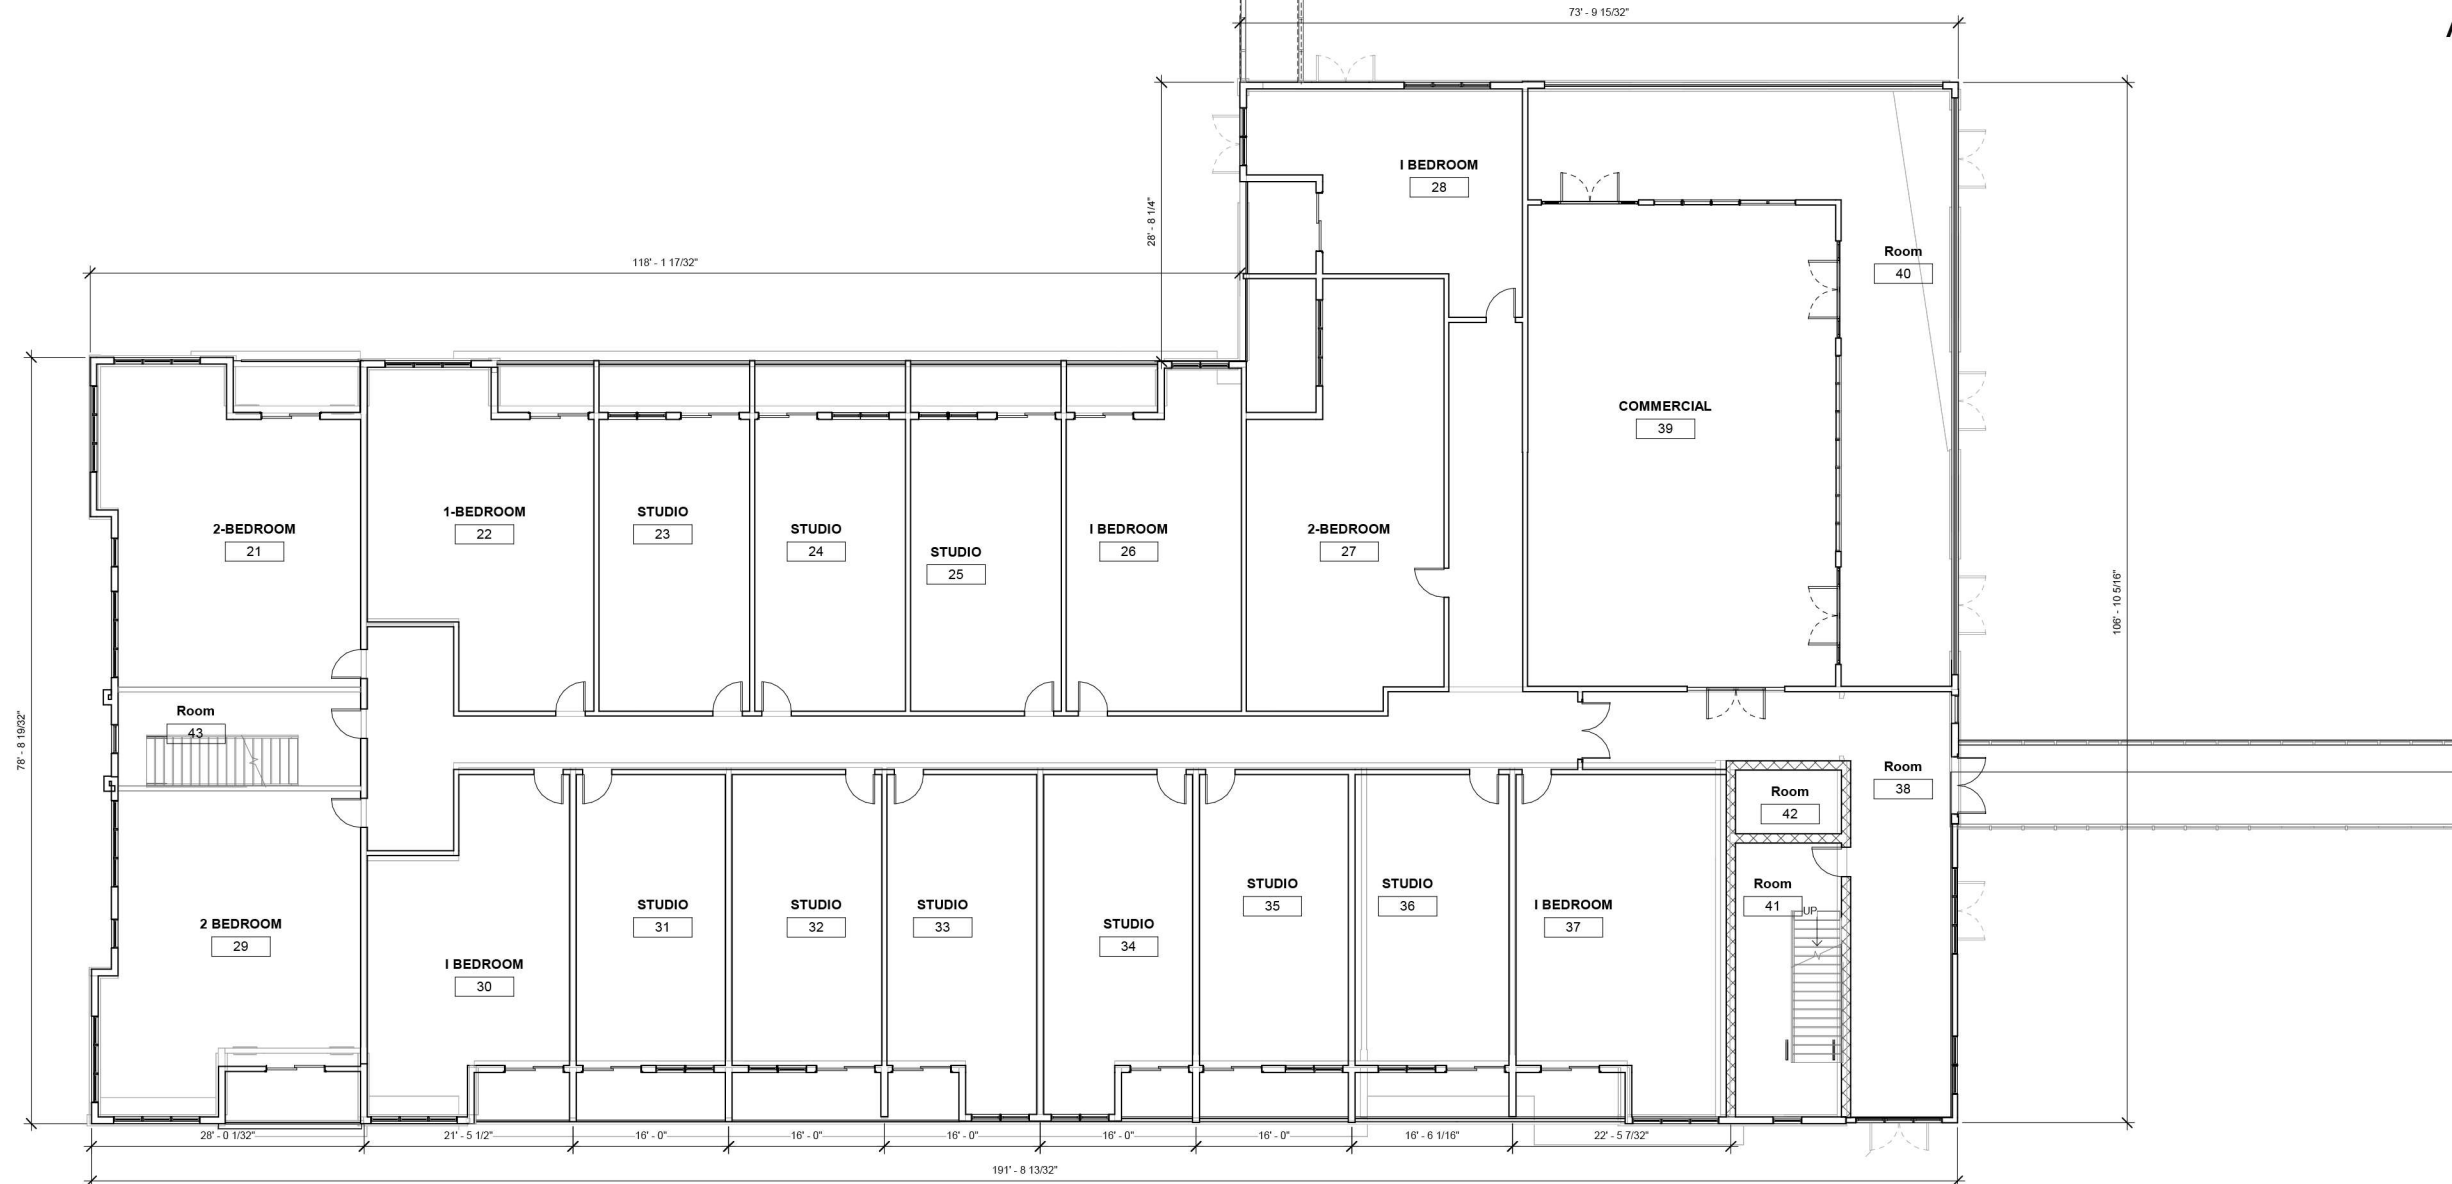 73' - 9 15/32"
A
I BEDROOM
28
28' - 8 1/4"
Room
40
118' - 1 17/32"
COMMERCIAL
39
1-BEDROOM
22
STUDIO
23
STUDIO
24
2-BEDROOM
21
STUDIO
25
I BEDROOM
26
2-BEDROOM
27
106' - 10 5/16"
78' - 8 19/32"
Room
43
Room
38
Room
42
2 BEDROOM
29
I BEDROOM
30
STUDIO
31
STUDIO
32
STUDIO
33
STUDIO
34
STUDIO
35
STUDIO
36
I BEDROOM
37
Room
41
UP
28' - 0 1/32"
21' - 5 1/2"
16' - 0"
16' - 0"
16' - 0"
16' - 0"
16' - 0"
16' - 6 1/16"
22' - 5 7/32"
191' - 8 13/32"